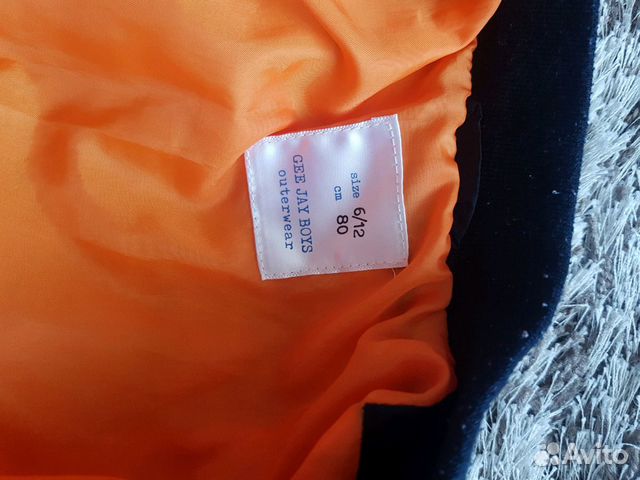 GEE JAY BOYS
outerwear
size 6/12
cm 80
Avito